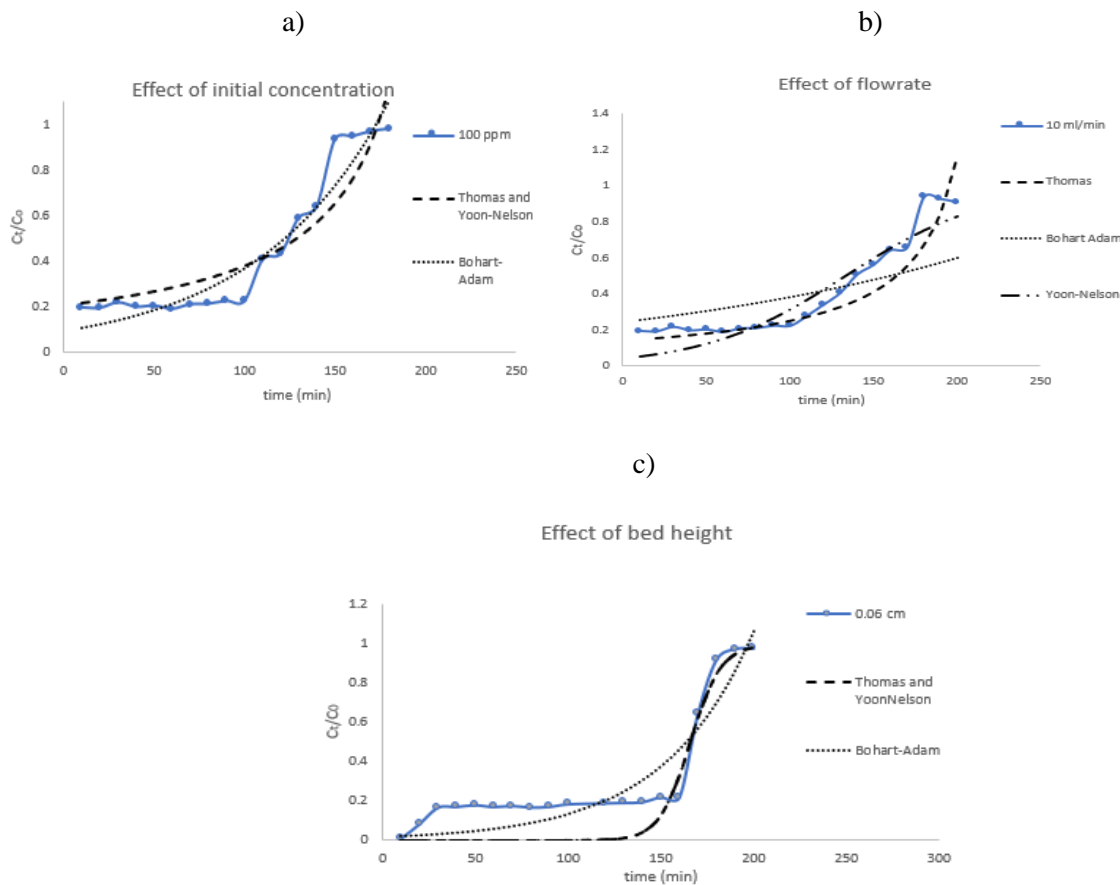 a)
Effect of initial concentration
Ct/Co
1
0.8
0.6
0.4
0.2
0
0 50 100 150 200 250
time (min)
100 ppm
Thomas and
Yoon-Nelson
Bohart-
Adam
b)
Effect of flowrate
Ct/Co
1.4
1.2
1
0.8
0.6
0.4
0.2
0
0 50 100 150 200 250
time (min)
10 ml/min
Thomas
Bohart Adam
Yoon-Nelson
c)
Effect of bed height
Ct/C0
1.2
1
0.8
0.6
0.4
0.2
0
0 50 100 150 200 250 300
time (min)
0.06 cm
Thomas and
YoonNelson
Bohart-Adam